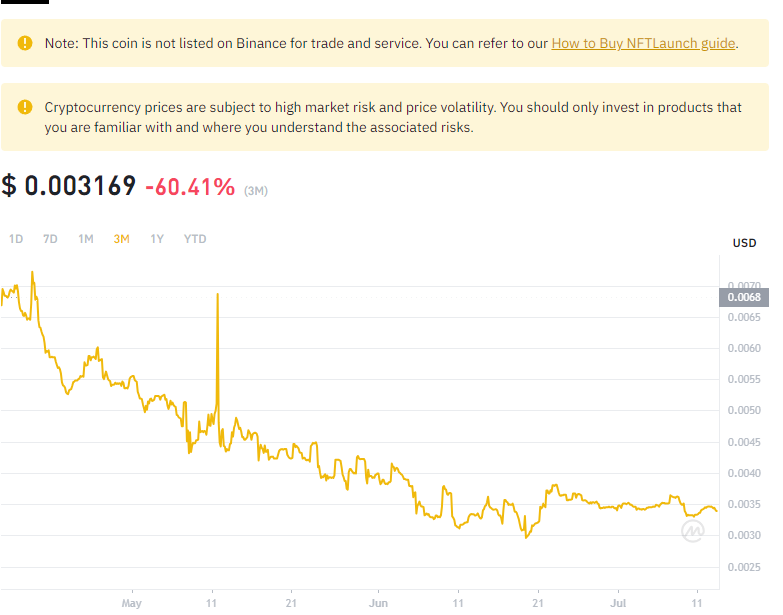 Note: This coin is not listed on Binance for trade and service. You can refer to our How to Buy NFTLaunch guide.
Cryptocurrency prices are subject to high market risk and price volatility. You should only invest in products that
you are familiar with and where you understand the associated risks.
$ 0.003169 -60.41% (3M)
1D 7D 1M 3M 1Y YTD
USD
0.0070
0.0068
0.0065
0.0060
0.0055
0.0050
0.0045
0.0040
0.0035
0.0030
0.0025
May 11 21 Jun 11 21 Jul 11